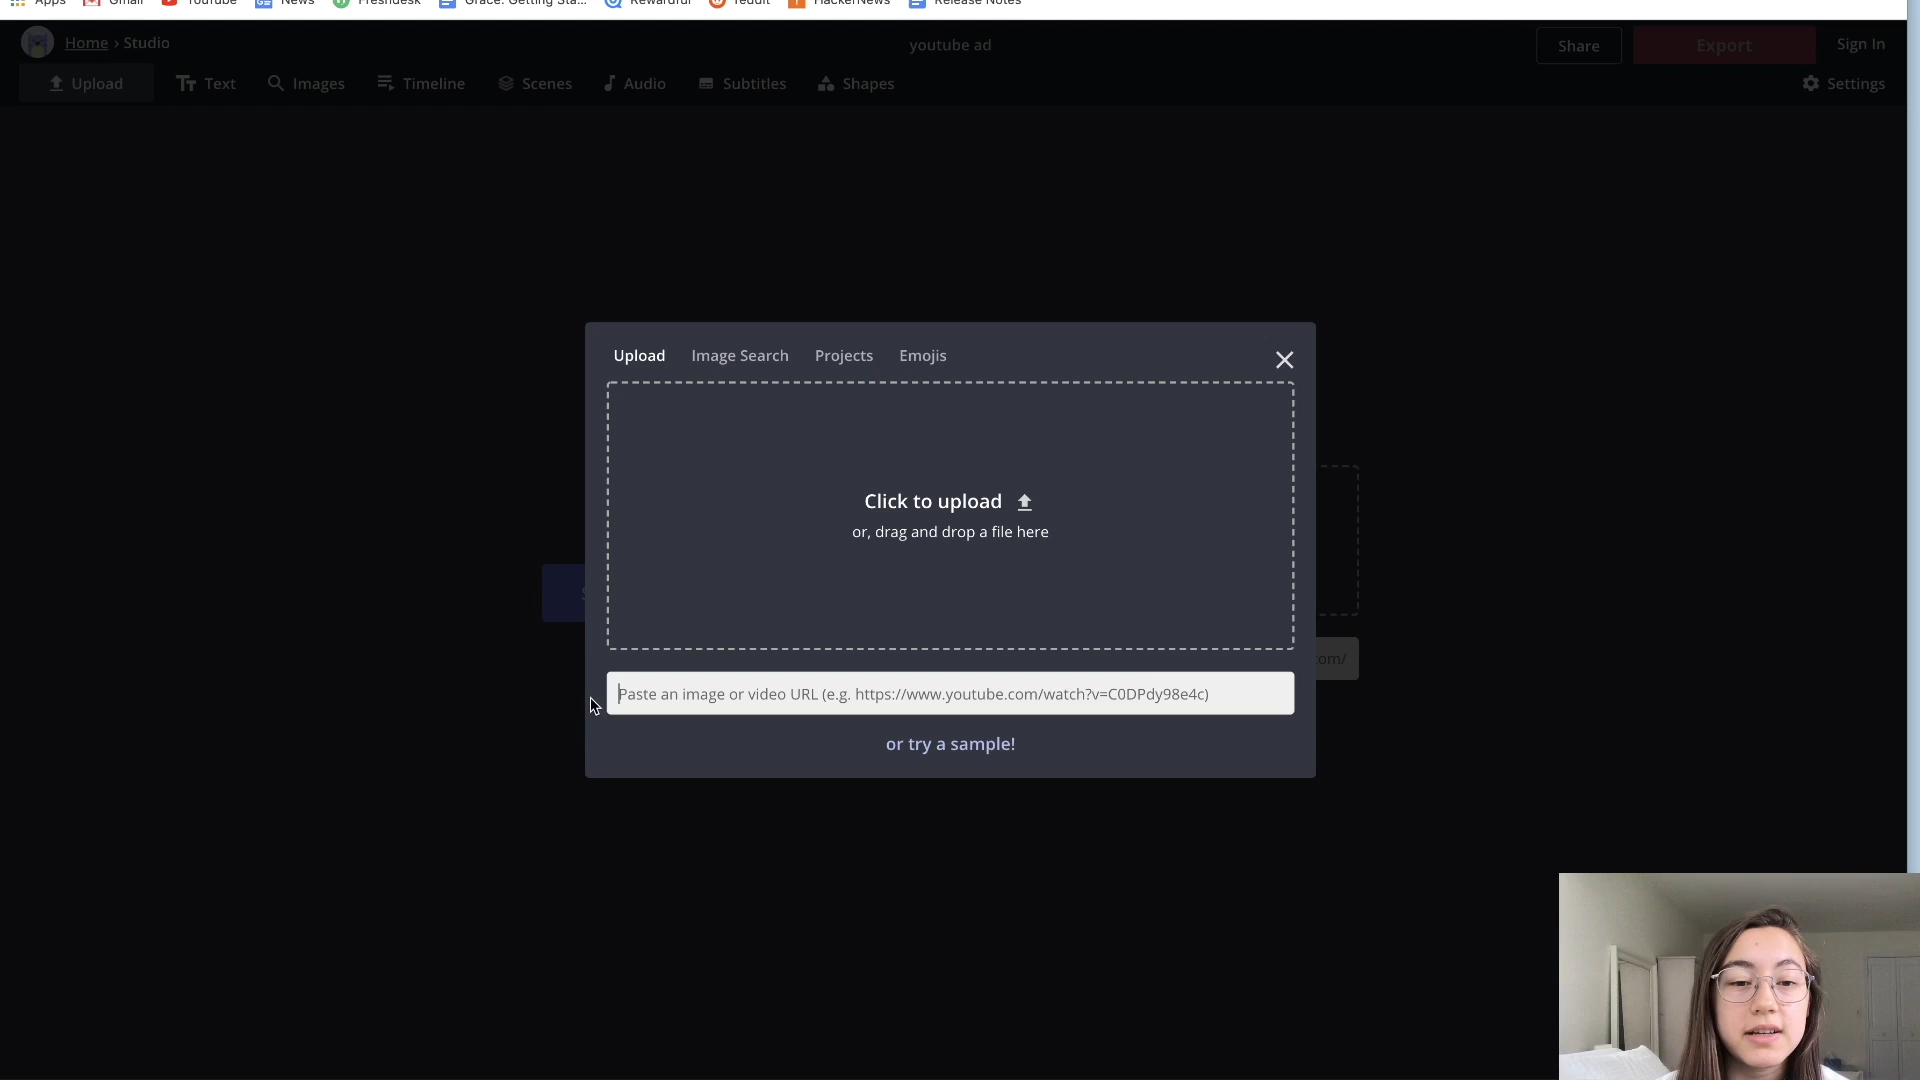 Apps Gmail YouTube News Freshdesk Grace: Getting Sta... Rewardful reddit HackerNews Release Notes
Home › Studio
youtube ad
Share
Export
Sign In
Upload Text Images Timeline Scenes Audio Subtitles Shapes
Settings
Upload Image Search Projects Emojis
Click to upload
or, drag and drop a file here
om/
Paste an image or video URL (e.g. https://www.youtube.com/watch?v=C0DPdy98e4c)
or try a sample!